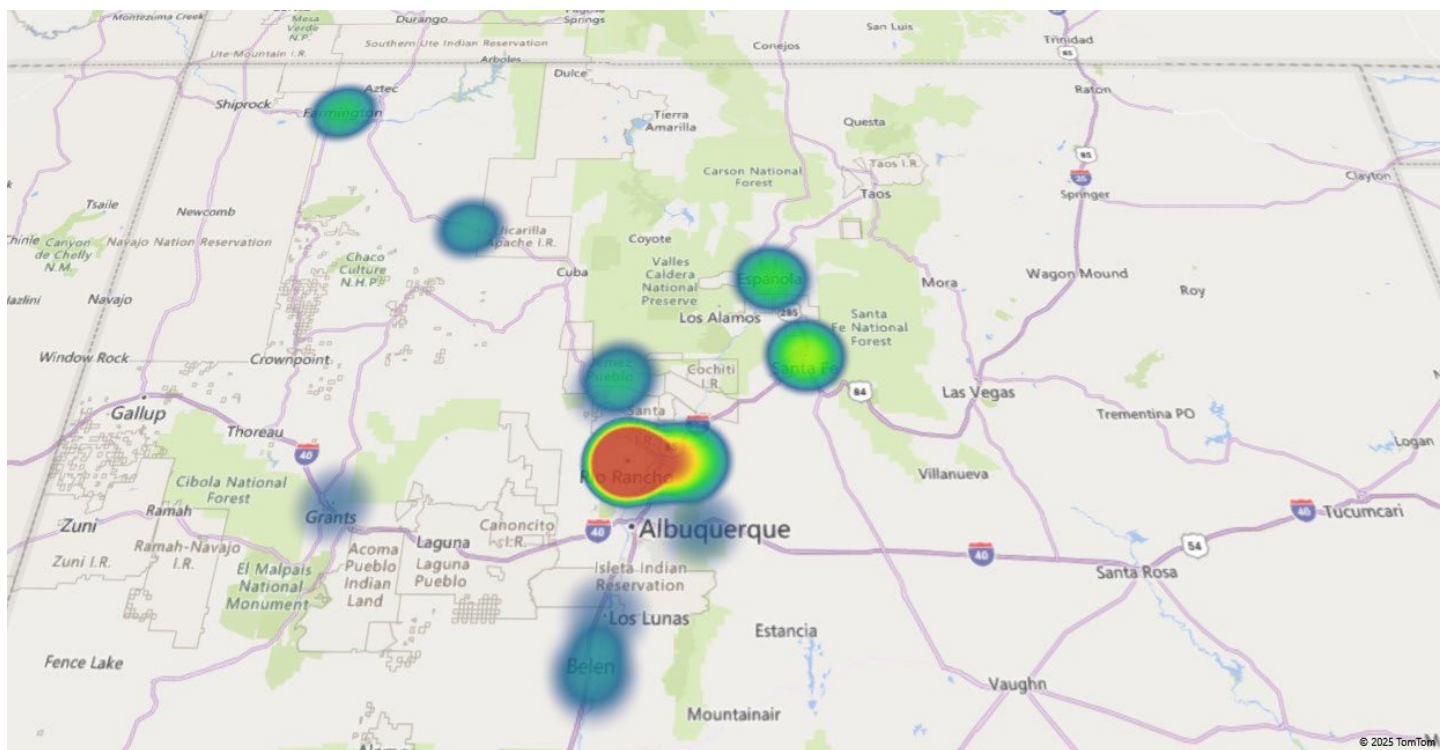 Montezuma Creek
Mesa
Verde
N.P.
Durango
Pagosa
Springs
San Luis
Ute-Mountain I.R.
Southern Ute Indian Reservation
Conejos
Trinidad
85
Arboles
Dulce
Aztec
Shiprock
Farmington
Raton
Tierra
Amarilla
Questa
85
Carson National
Forest
Taos I.R.
25
Springer
Clayton
Taos
Tsaile
Newcomb
Chinle
Canyon
de Chelly
N.M.
Navajo Nation Reservation
Jicarilla
Apache I.R.
Coyote
Chaco
Culture
N.H.P.
Cuba
Valles
Caldera
National
Preserve
Espanola
Mora
Wagon Mound
Roy
Navajo
Los Alamos
285
Santa
Fe National
Forest
Window Rock
Crownpoint
Jemez
Pueblo
Cochiti
I.R.
Santa Fe
84
Las Vegas
Gallup
Santa
I.R.
Trementina PO
Thoreau
40
Logan
Rio Rancho
Villanueva
Cibola National
Forest
Zuni
Ramah
Grants
Canoncito
I.R.
40
Albuquerque
40
54
40
Tucumcari
Zuni I.R.
Ramah-Navajo
I.R.
Acoma
Pueblo
Indian
Land
Laguna
Laguna
Pueblo
Isleta Indian
Reservation
Santa Rosa
El Malpais
National
Monument
Los Lunas
Estancia
Fence Lake
Belen
Vaughn
Mountainair
© 2025 TomTom